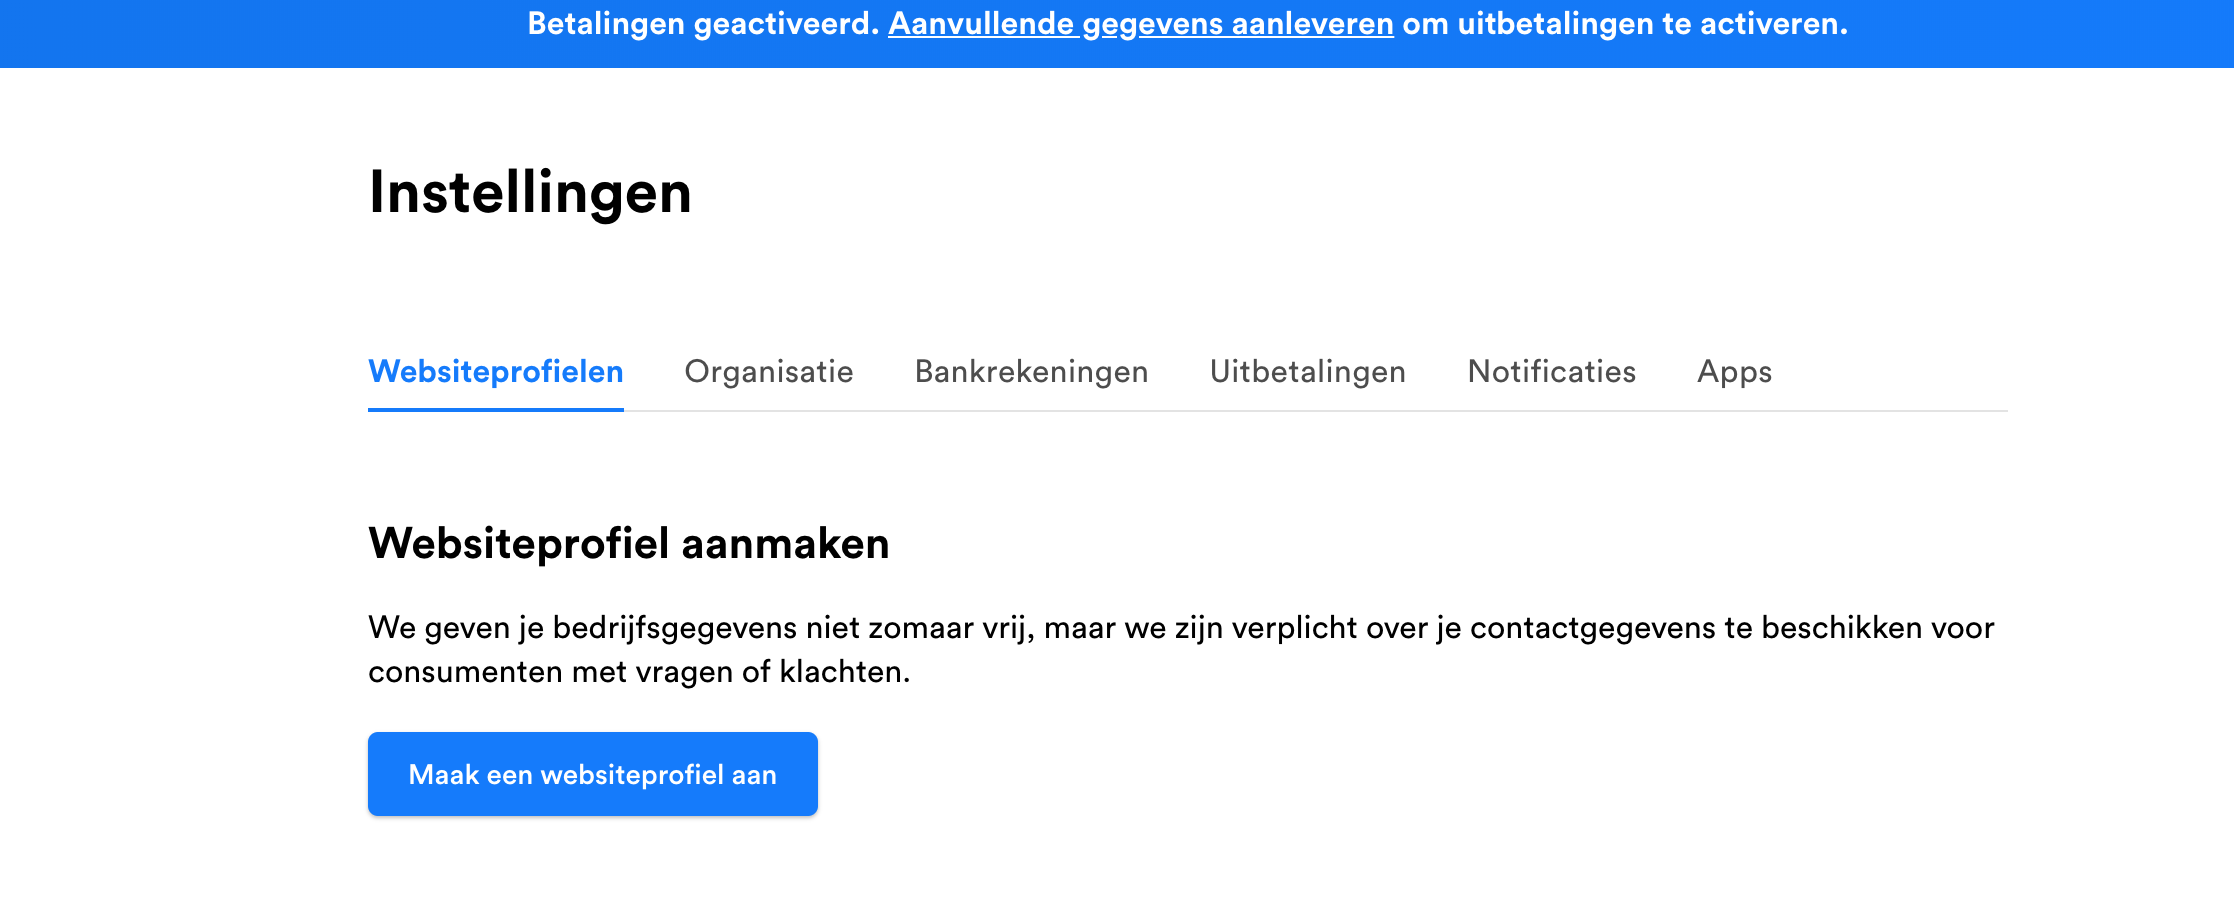 Betalingen geactiveerd. Aanvullende gegevens aanleveren om uitbetalingen te activeren.
Instellingen
Websiteprofielen Organisatie Bankrekeningen Uitbetalingen Notificaties Apps
Websiteprofiel aanmaken
We geven je bedrijfsgegevens niet zomaar vrij, maar we zijn verplicht over je contactgegevens te beschikken voor
consumenten met vragen of klachten.
Maak een websiteprofiel aan